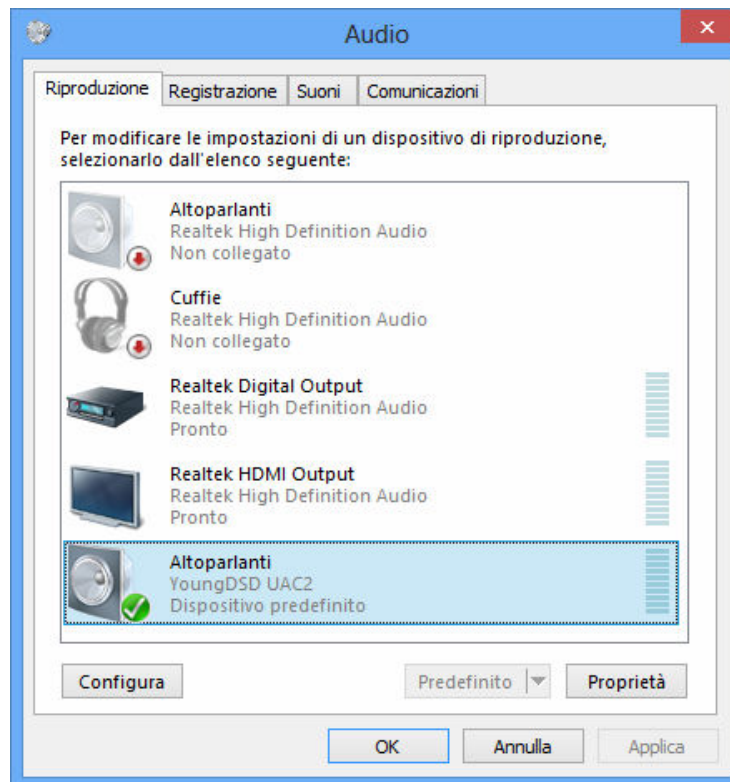 Audio
Riproduzione
Registrazione
Suoni
Comunicazioni
Per modificare le impostazioni di un dispositivo di riproduzione,
selezionarlo dall'elenco seguente:
Altoparlanti
Realtek High Definition Audio
Non collegato
Cuffie
Realtek High Definition Audio
Non collegato
Realtek Digital Output
Realtek High Definition Audio
Pronto
Realtek HDMI Output
Realtek High Definition Audio
Pronto
Altoparlanti
YoungDSD UAC2
Dispositivo predefinito
Configura
Predefinito
Proprietà
OK
Annulla
Applica